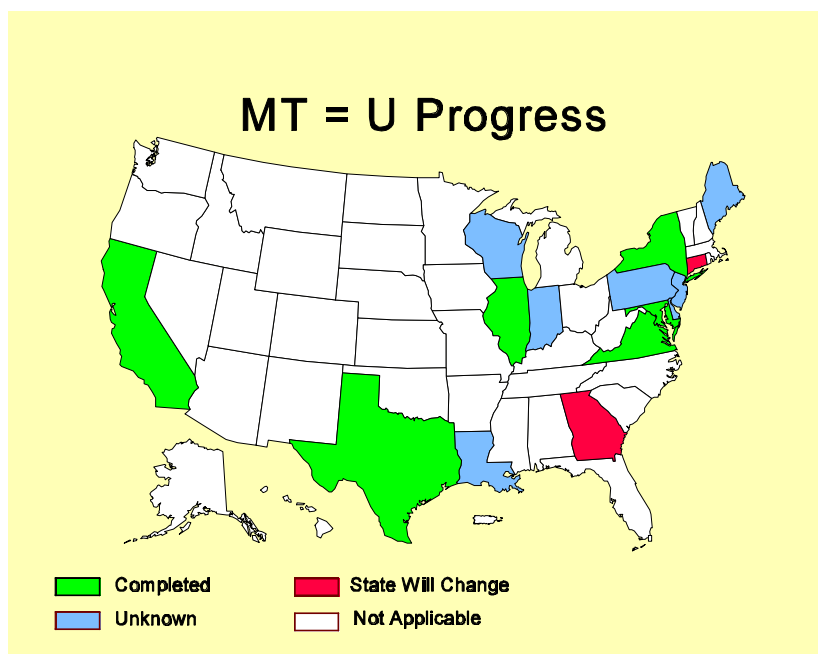 MT = U Progress
Completed
State Will Change
Unknown
Not Applicable